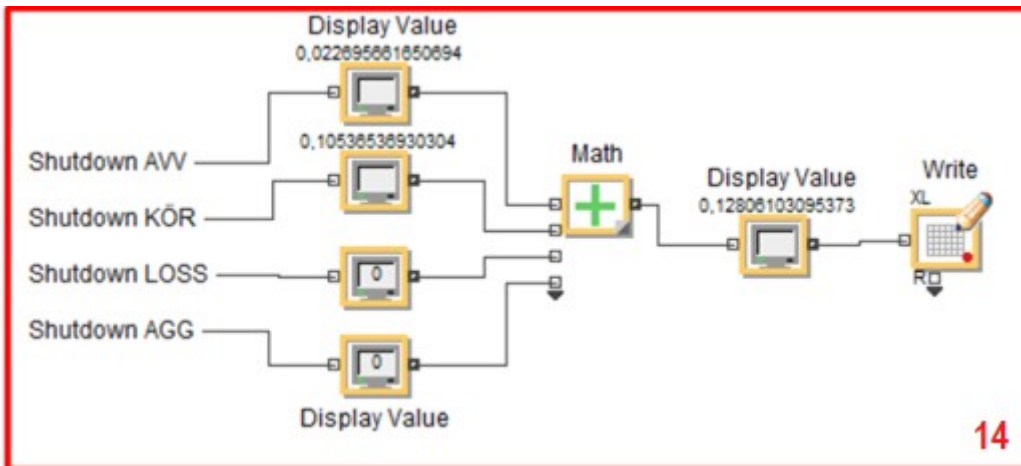 Display Value
0,022695661650694
Shutdown AVV
0,10536536930304
Shutdown KÖR
Shutdown LOSS
0
Shutdown AGG
0
Display Value
Math
Display Value
0,12806103095373
Write
XL
R
14